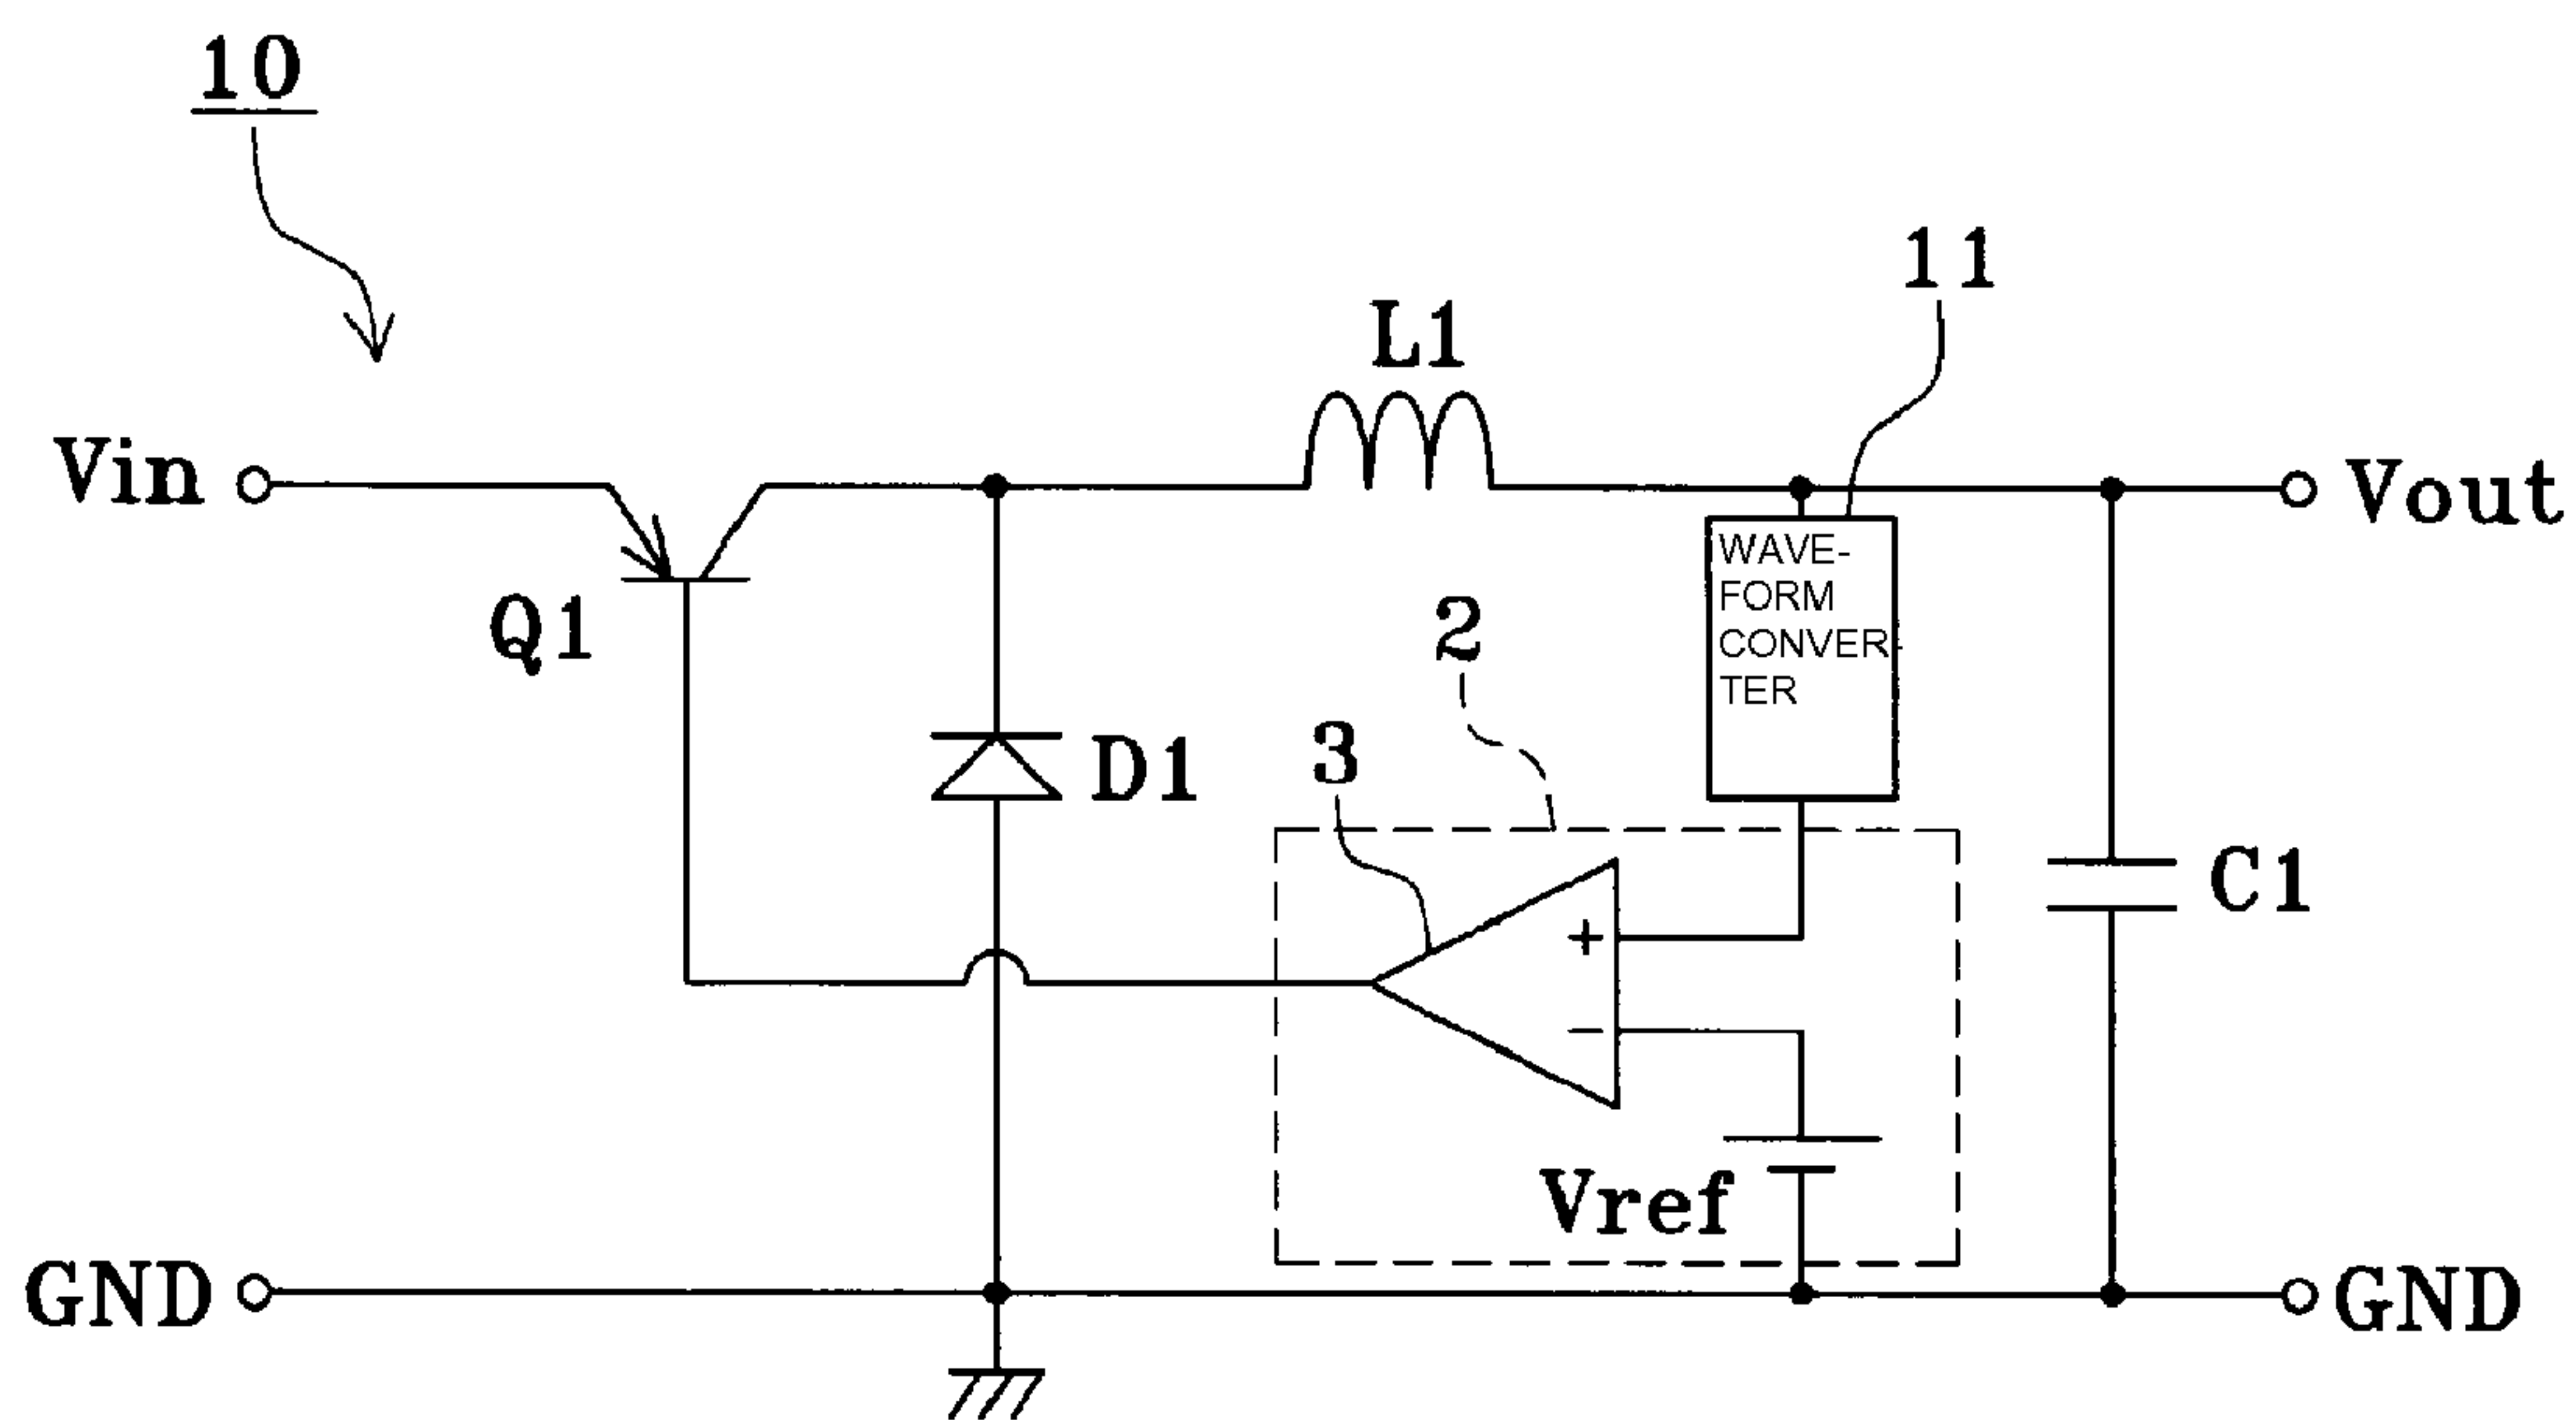 10
11
L1
Vin
Vout
WAVE-
FORM
CONVER
TER
Q1
2
3
D1
C1
+
−
Vref
GND
GND